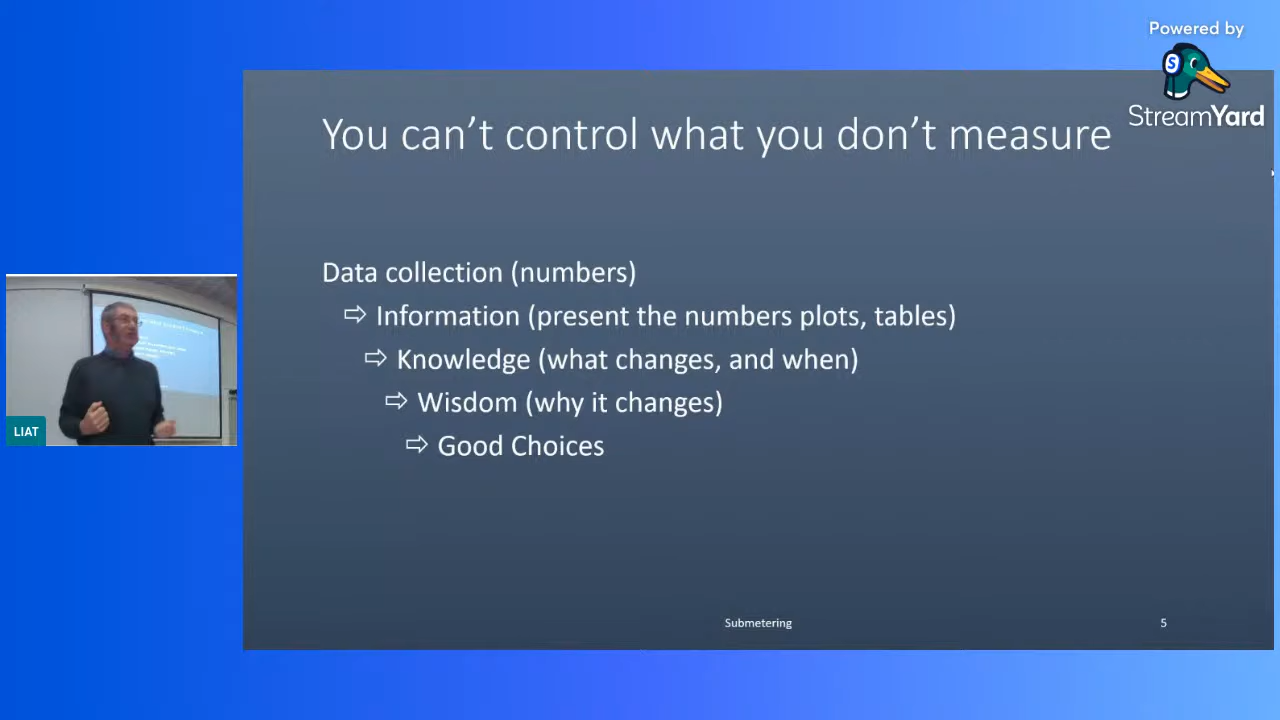 Powered by
S
StreamYard
You can’t control what you don’t measure
Data collection (numbers)
⇨ Information (present the numbers plots, tables)
⇨ Knowledge (what changes, and when)
⇨ Wisdom (why it changes)
⇨ Good Choices
LIAT
Submetering
5